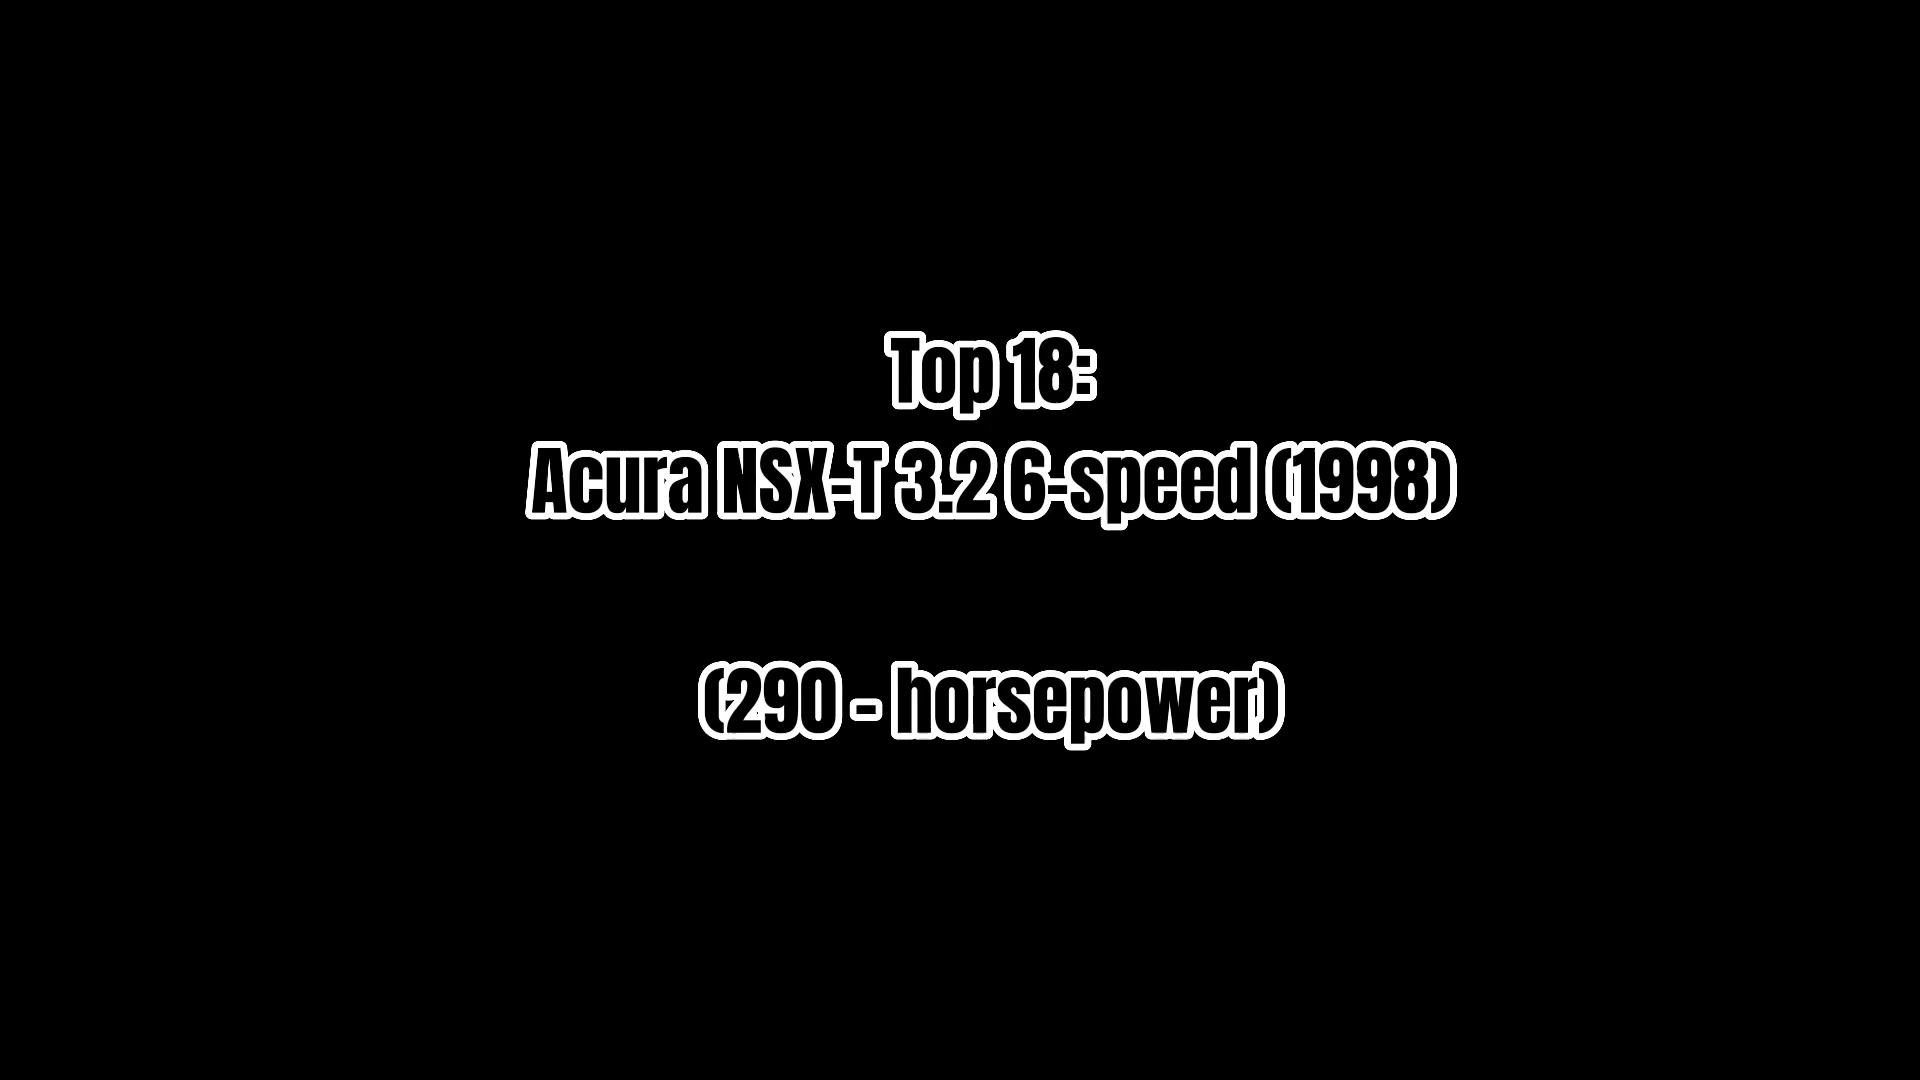 Top 18:
Acura NSX-T 3.2 6-speed (1998)
(290 - horsepower)